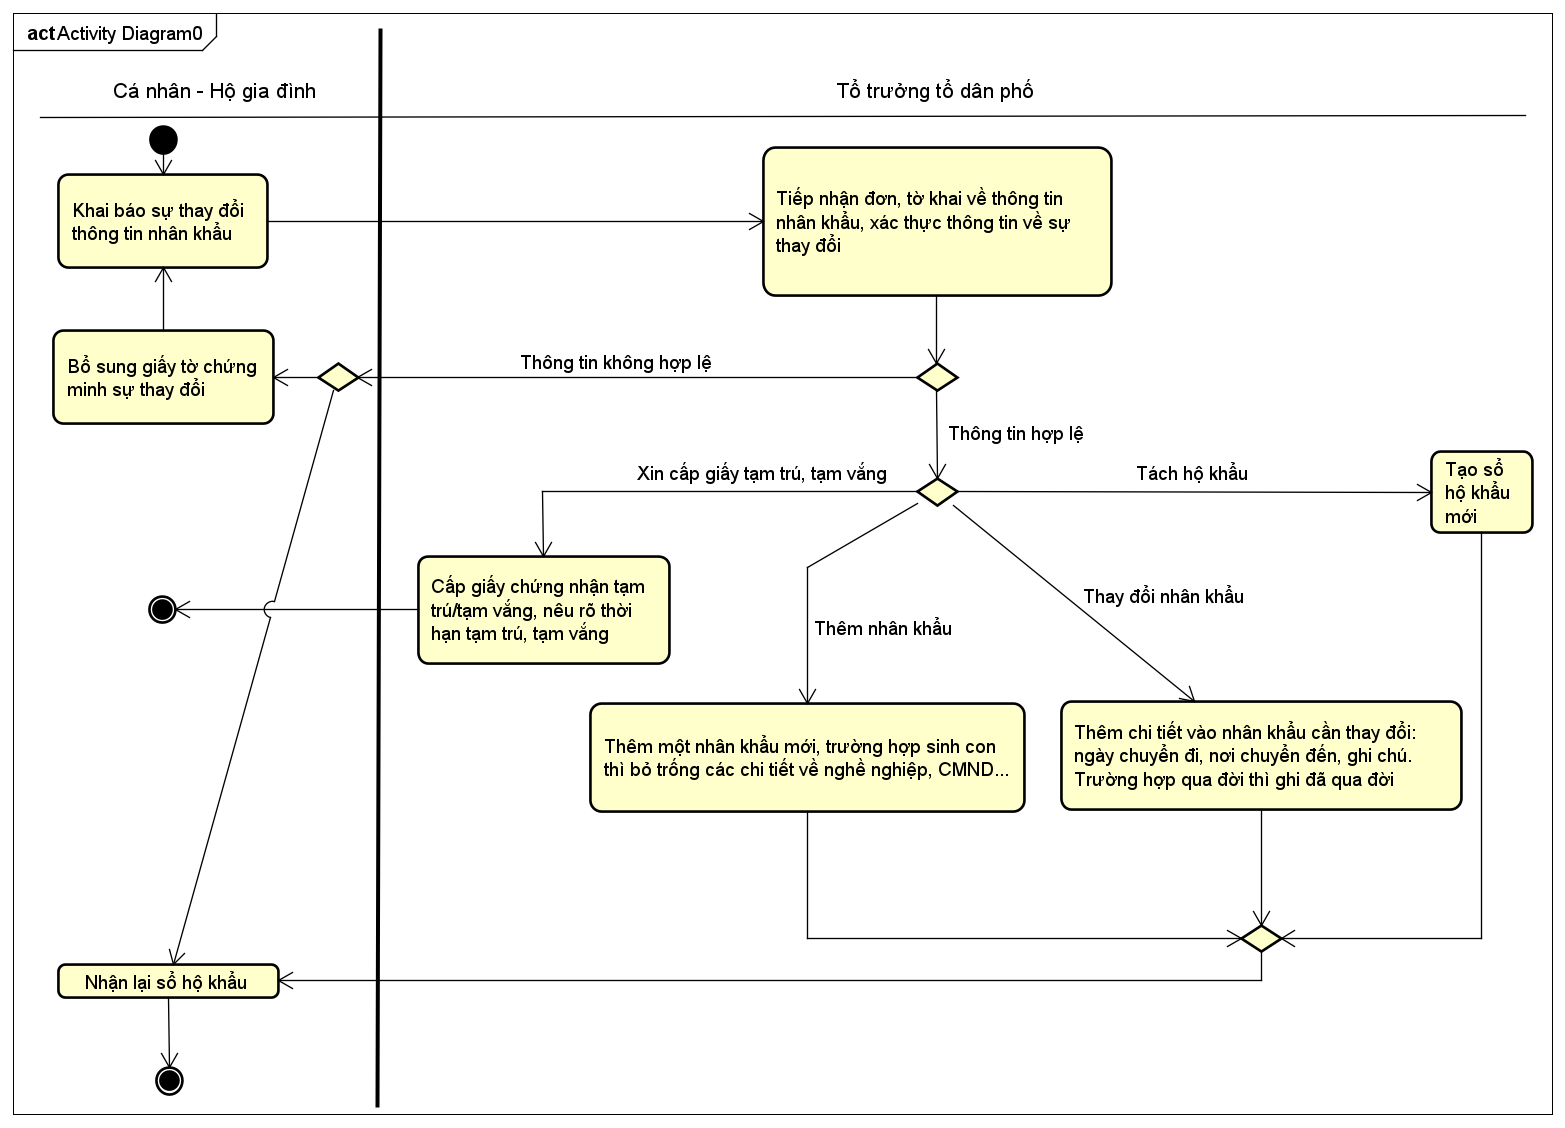 act Activity Diagram0
Cá nhân - Hộ gia đình
Tổ trưởng tổ dân phố
Khai báo sự thay đổi
thông tin nhân khẩu
Tiếp nhận đơn, tờ khai về thông tin
nhân khẩu, xác thực thông tin về sự
thay đổi
Bổ sung giấy tờ chứng
minh sự thay đổi
Thông tin không hợp lệ
Thông tin hợp lệ
Xin cấp giấy tạm trú, tạm vắng
Tách hộ khẩu
Tạo sổ
hộ khẩu
mới
Cấp giấy chứng nhận tạm
trú/tạm vắng, nêu rõ thời
hạn tạm trú, tạm vắng
Thay đổi nhân khẩu
Thêm nhân khẩu
Thêm một nhân khẩu mới, trường hợp sinh con
thì bỏ trống các chi tiết về nghề nghiệp, CMND...
Thêm chi tiết vào nhân khẩu cần thay đổi:
ngày chuyển đi, nơi chuyển đến, ghi chú.
Trường hợp qua đời thì ghi đã qua đời
Nhận lại sổ hộ khẩu